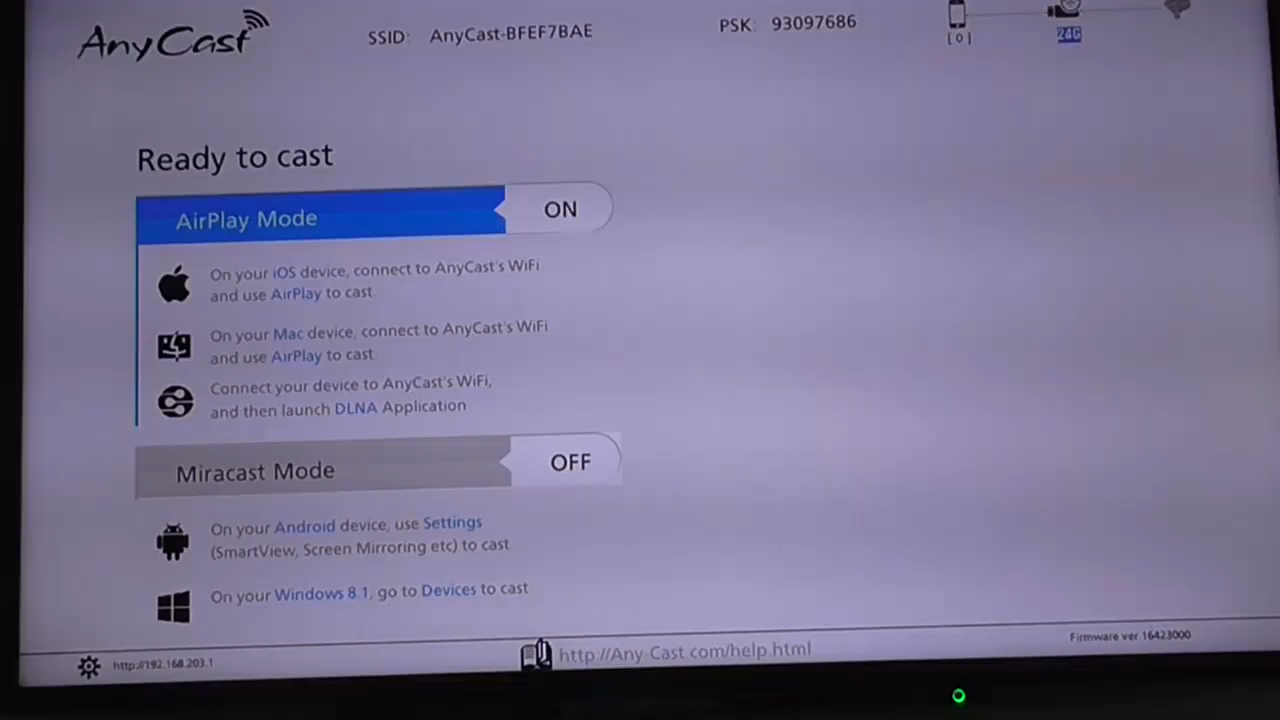 AnyCast
SSID: AnyCast-BFEF7BAE
PSK: 93097686
[0]
24G
Ready to cast
AirPlay Mode
ON
On your iOS device, connect to AnyCast's WiFi
and use AirPlay to cast
On your Mac device, connect to AnyCast's WiFi
and use AirPlay to cast
Connect your device to AnyCast's WiFi,
and then launch DLNA Application
Miracast Mode
OFF
On your Android device, use Settings
(SmartView, Screen Mirroring etc) to cast
On your Windows 8.1, go to Devices to cast
http://192.168.203.1
http://Any-Cast.com/help.html
Firmware ver 16423000